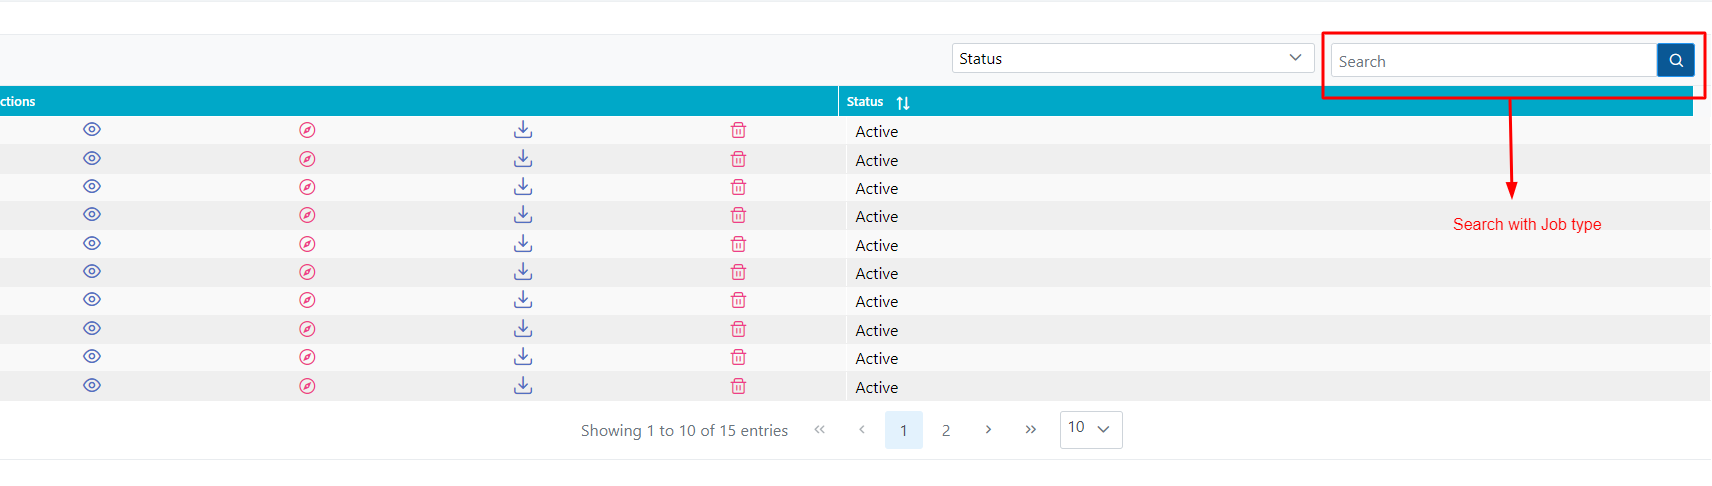 Status
Search
ctions
Status
Active
Active
Active
Active
Search with Job type
Active
Active
Active
Active
Active
Active
Showing 1 to 10 of 15 entries « ‹ 1 2 › » 10